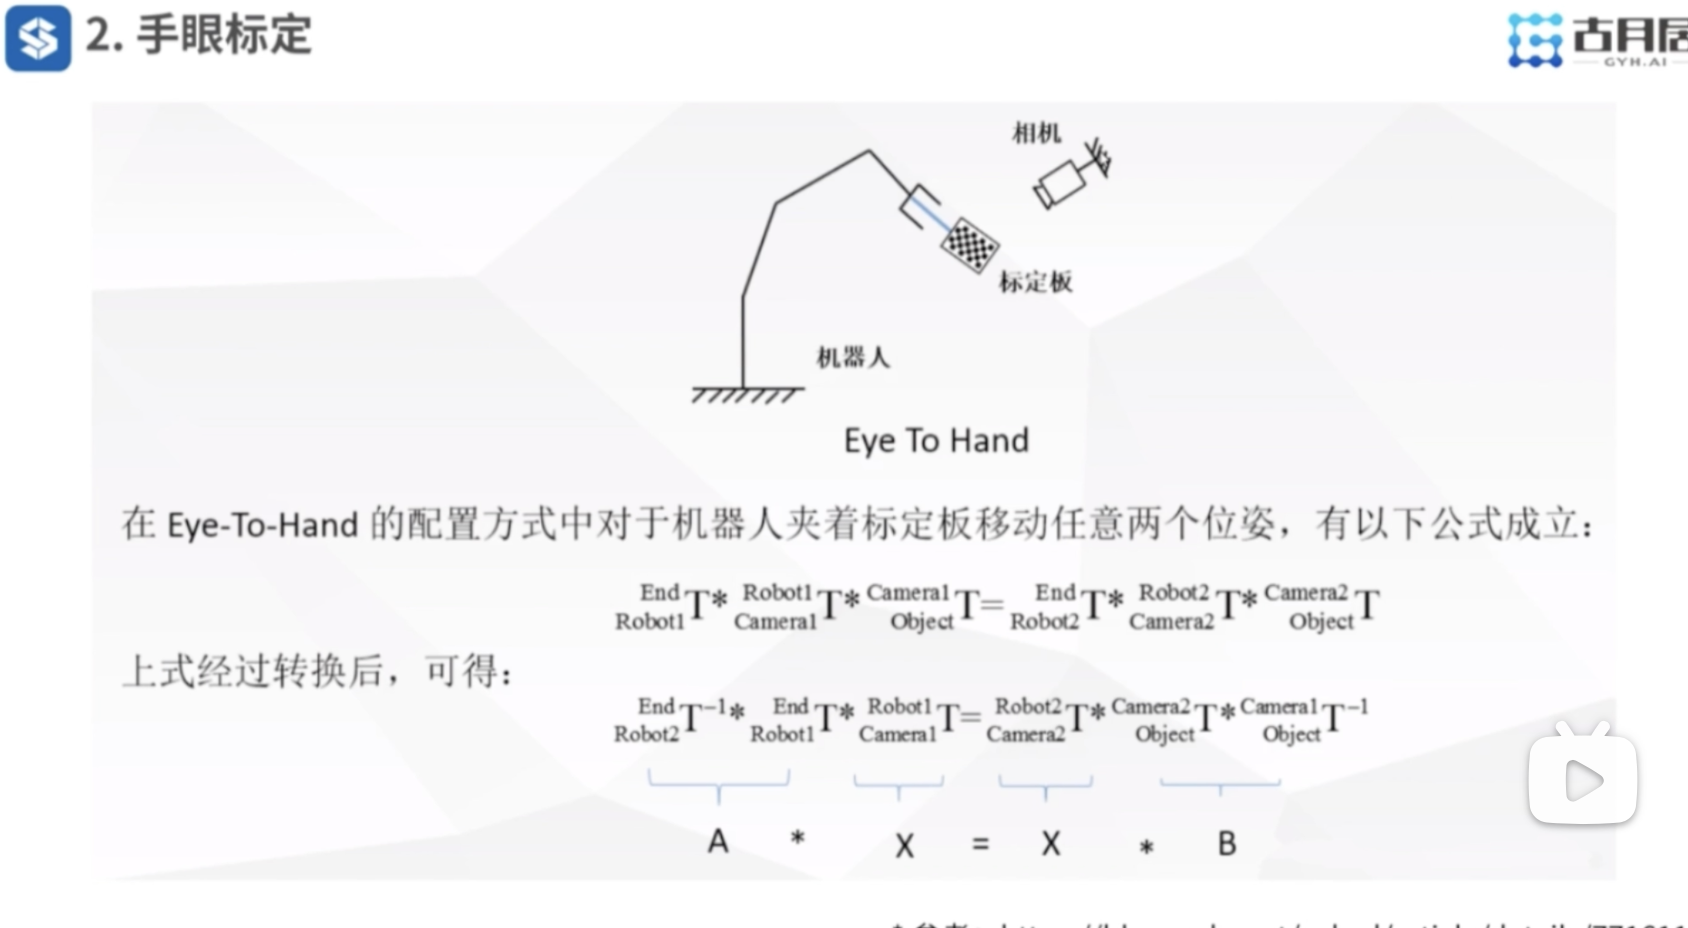 2. 手眼标定
古月居
GYH.AI
相机
标定板
机器人
Eye To Hand
在 Eye-To-Hand 的配置方式中对于机器人夹着标定板移动任意两个位姿，有以下公式成立：
End Robot1 T* Robot1 Camera1 T* Camera1 Object T= End Robot2 T* Robot2 Camera2 T* Camera2 Object T
上式经过转换后，可得：
End Robot2 T⁻¹* End Robot1 T* Robot1 Camera1 T= Robot2 Camera2 T* Camera2 Object T* Camera1 Object T⁻¹
A * X = X * B